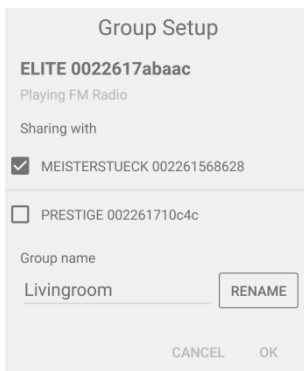 Group Setup
ELITE 0022617abaac
Playing FM Radio
Sharing with
MEISTERSTUECK 002261568628
PRESTIGE 002261710c4c
Group name
Livingroom
RENAME
CANCEL OK